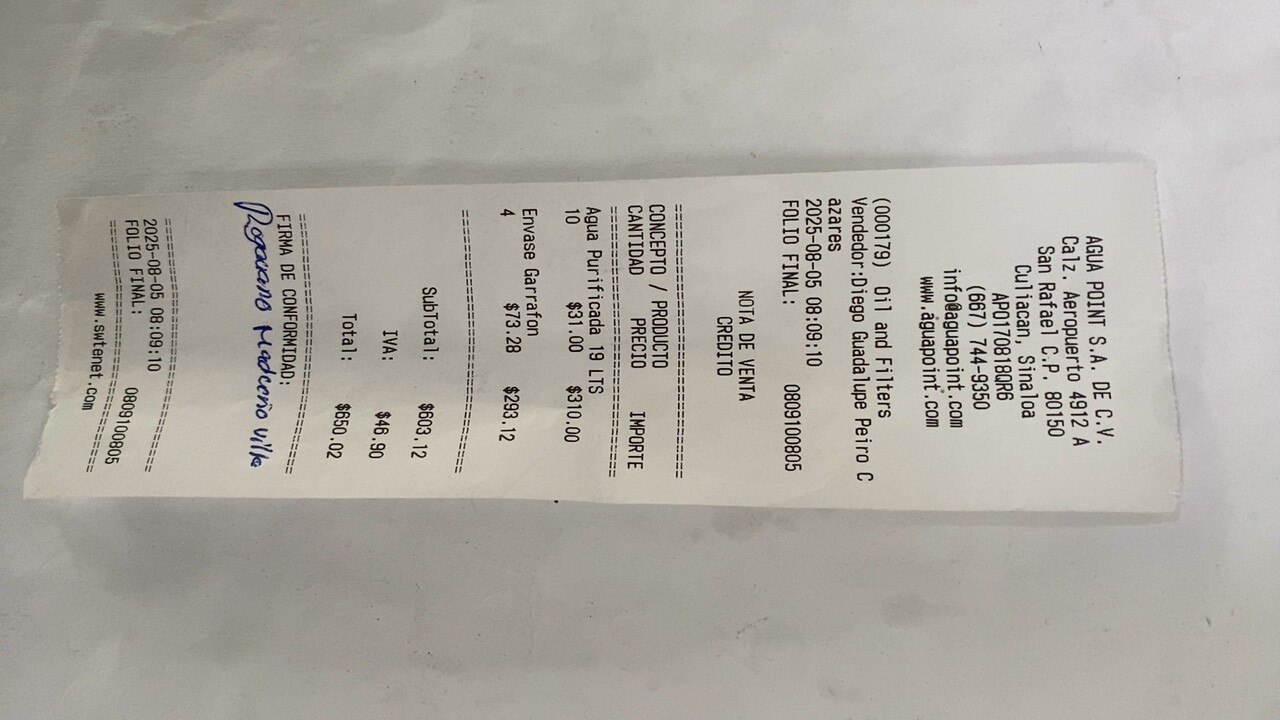 AGUA POINT S.A. DE C.V.
Calz. Aeropuerto 4912 A
San Rafael C.P. 80150
Culiacan, Sinaloa
APO170818QR6
(667) 744-9350
info@aguapoint.com
www.aguapoint.com
(000179) Oil and Filters
Vendedor:Diego Guadalupe Peiro C
azares
2025-08-05 08:09:10
FOLIO FINAL: 0809100805
NOTA DE VENTA
CREDITO
================================
CONCEPTO / PRODUCTO
CANTIDAD PRECIO IMPORTE
================================
Agua Purificada 19 LTS
10 $31.00 $310.00
Envase Garrafon
4 $73.28 $293.12
================================
SubTotal: $603.12
IVA: $46.90
Total: $650.02
================================
FIRMA DE CONFORMIDAD:
================================
2025-08-05 08:09:10
FOLIO FINAL: 0809100805
================================
www.swtenet.com